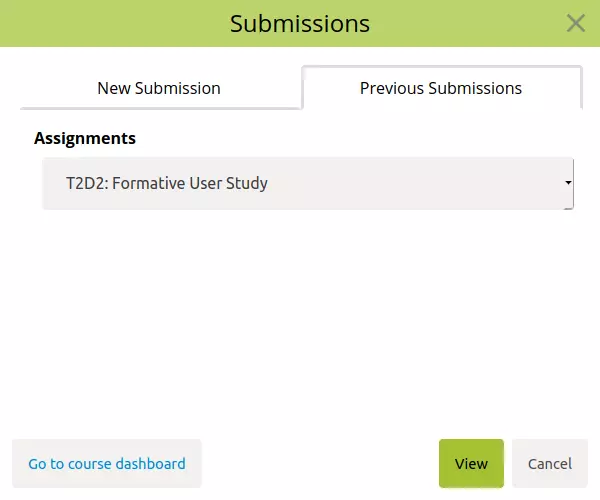 Submissions
New Submission
Previous Submissions
Assignments
T2D2: Formative User Study
Go to course dashboard
View
Cancel